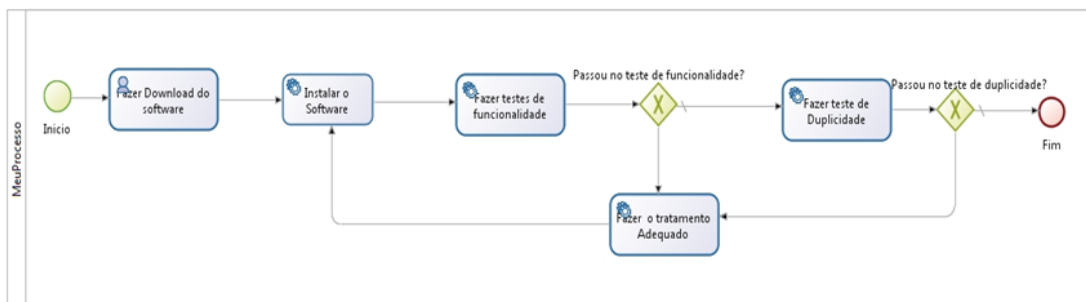 MeuProcesso
Inicio
Fazer Download do
software
Instalar o
Software
Fazer testes de
funcionalidade
Passou no teste de funcionalidade?
Fazer teste de
Duplicidade
Passou no teste de duplicidade?
Fim
Fazer o tratamento
Adequado